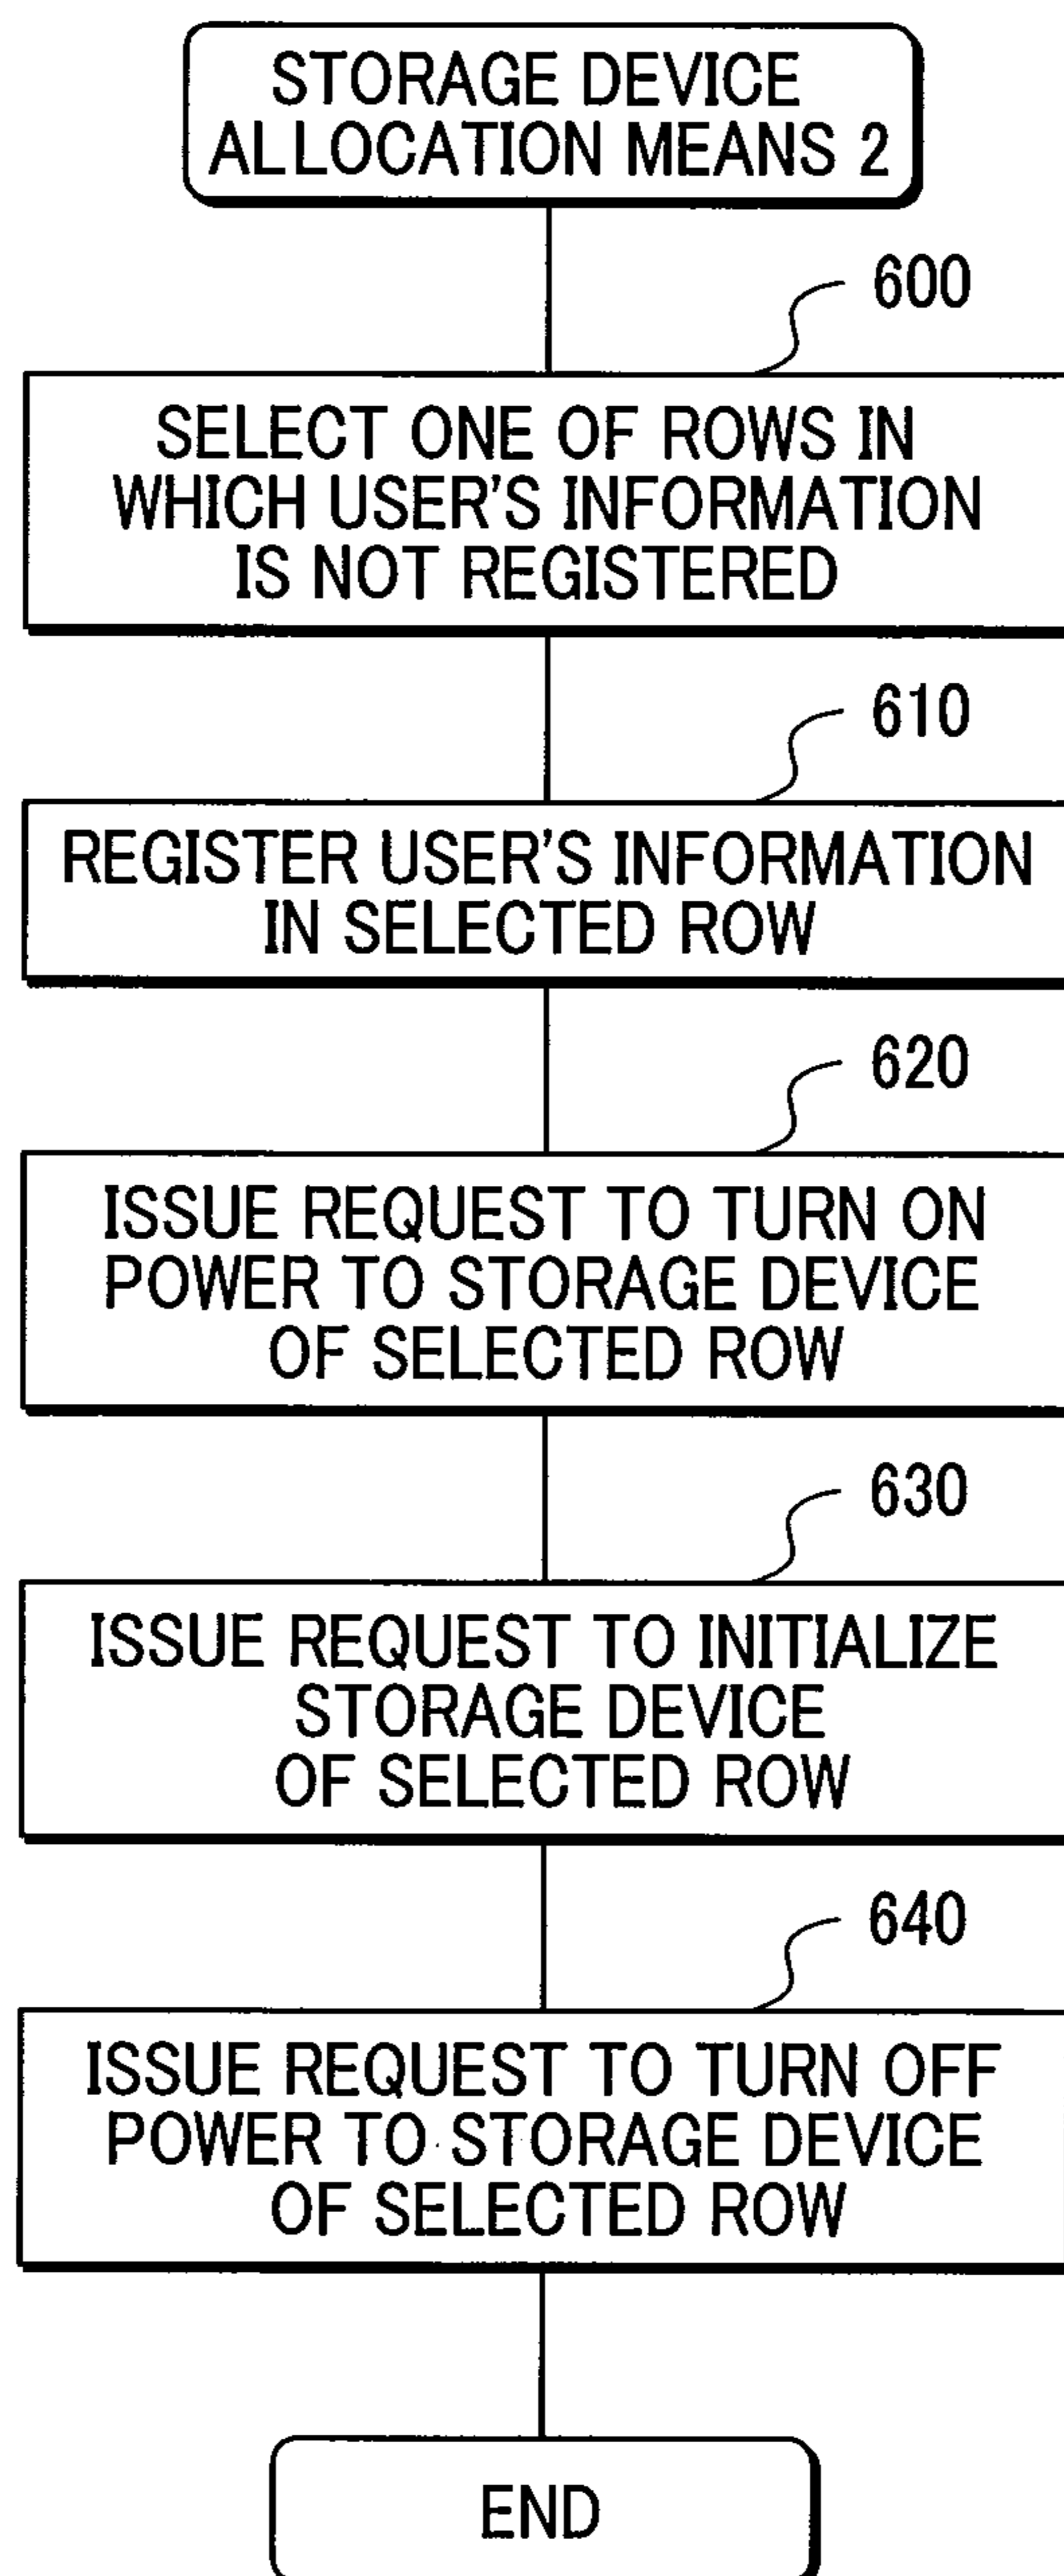 STORAGE DEVICE
ALLOCATION MEANS 2
600
SELECT ONE OF ROWS IN
WHICH USER'S INFORMATION
IS NOT REGISTERED
610
REGISTER USER'S INFORMATION
IN SELECTED ROW
620
ISSUE REQUEST TO TURN ON
POWER TO STORAGE DEVICE
OF SELECTED ROW
630
ISSUE REQUEST TO INITIALIZE
STORAGE DEVICE
OF SELECTED ROW
640
ISSUE REQUEST TO TURN OFF
POWER TO STORAGE DEVICE
OF SELECTED ROW
END